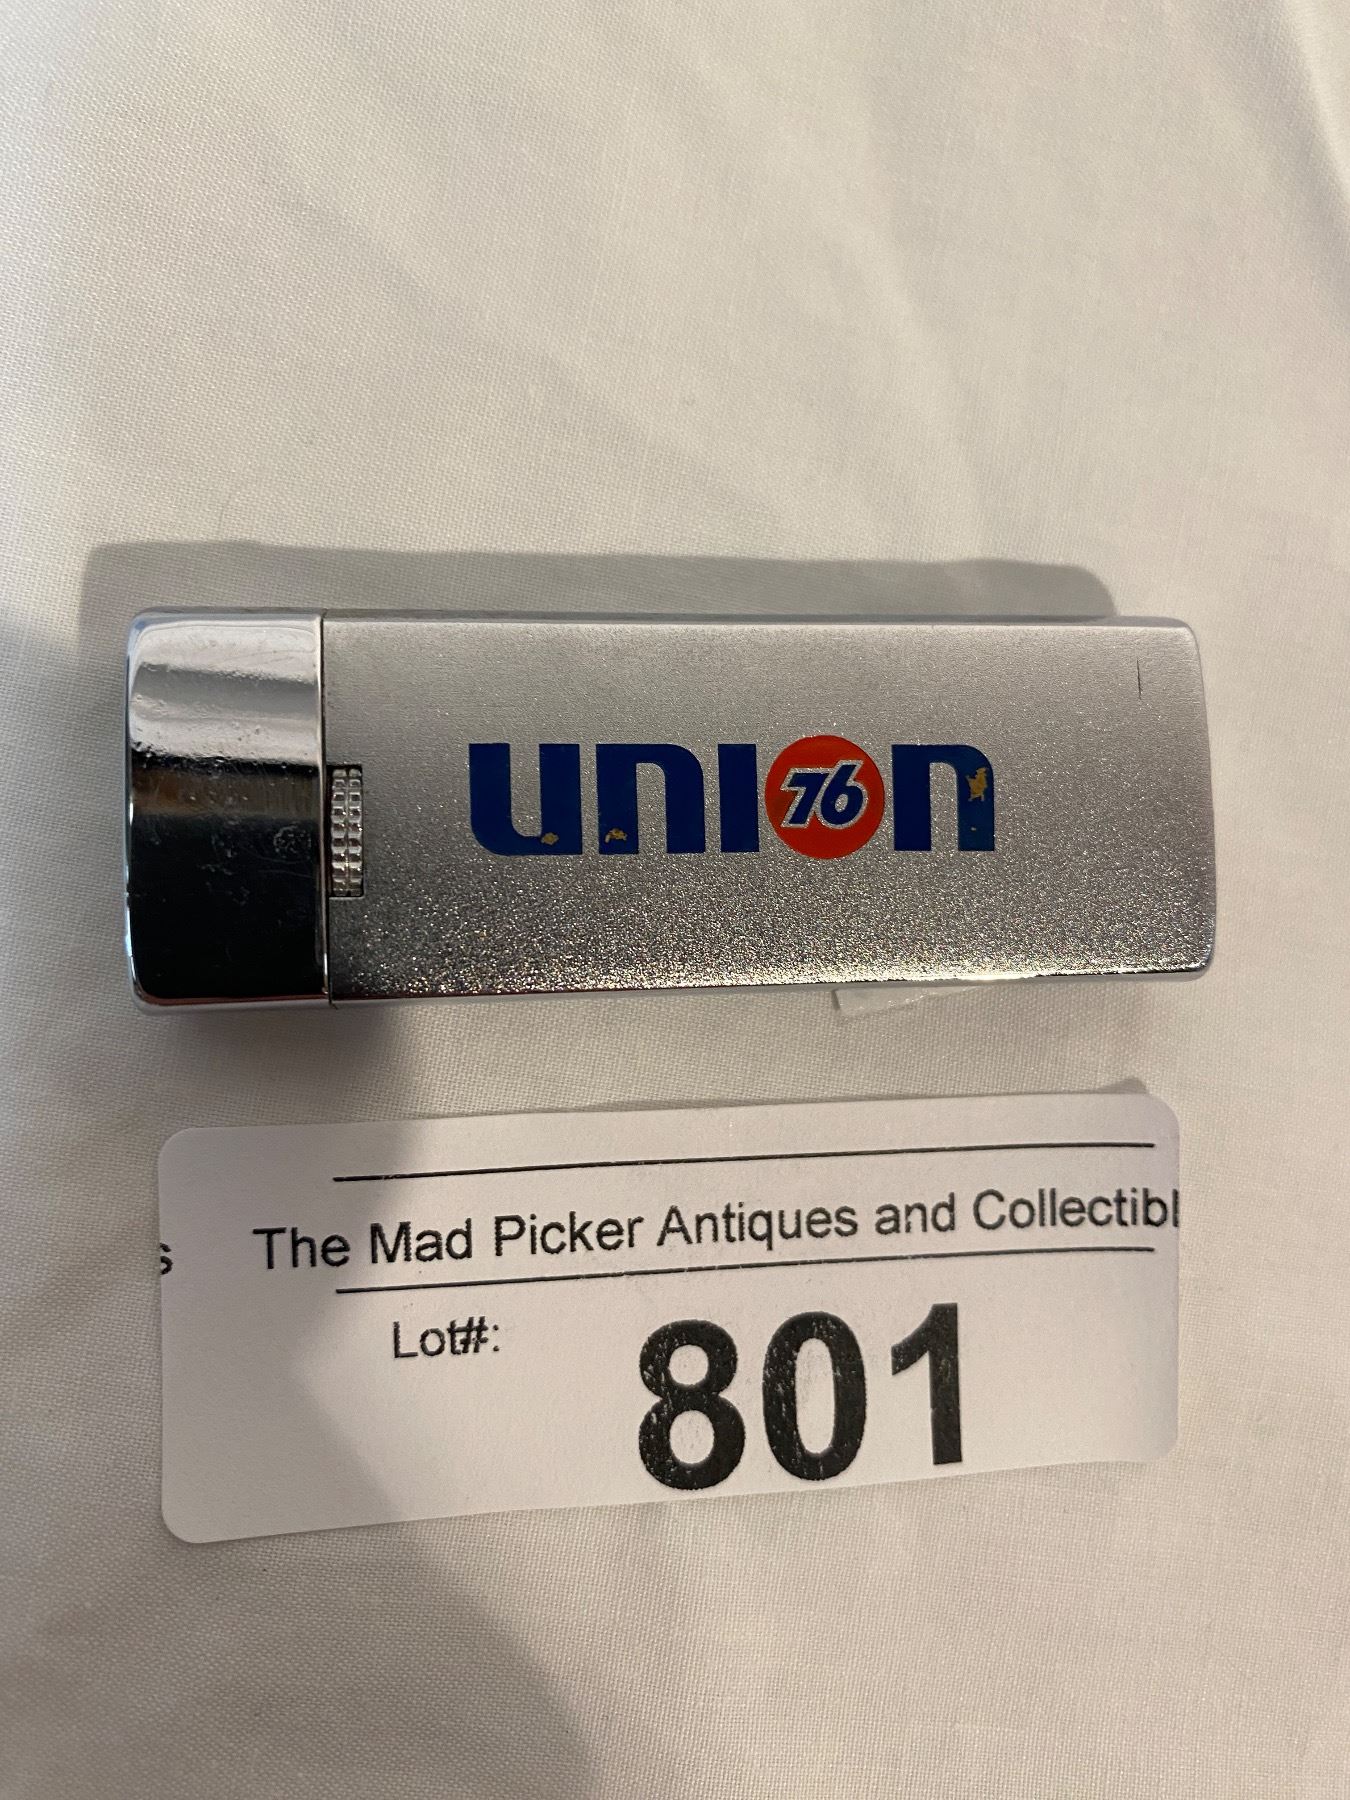 union
76
s The Mad Picker Antiques and Collectibl
Lot#: 801